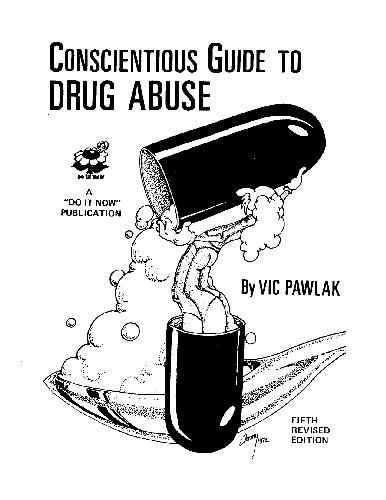 CONSCIENTIOUS GUIDE TO
DRUG ABUSE
A
"DO IT NOW"
PUBLICATION
By VIC PAWLAK
FIFTH
REVISED
EDITION